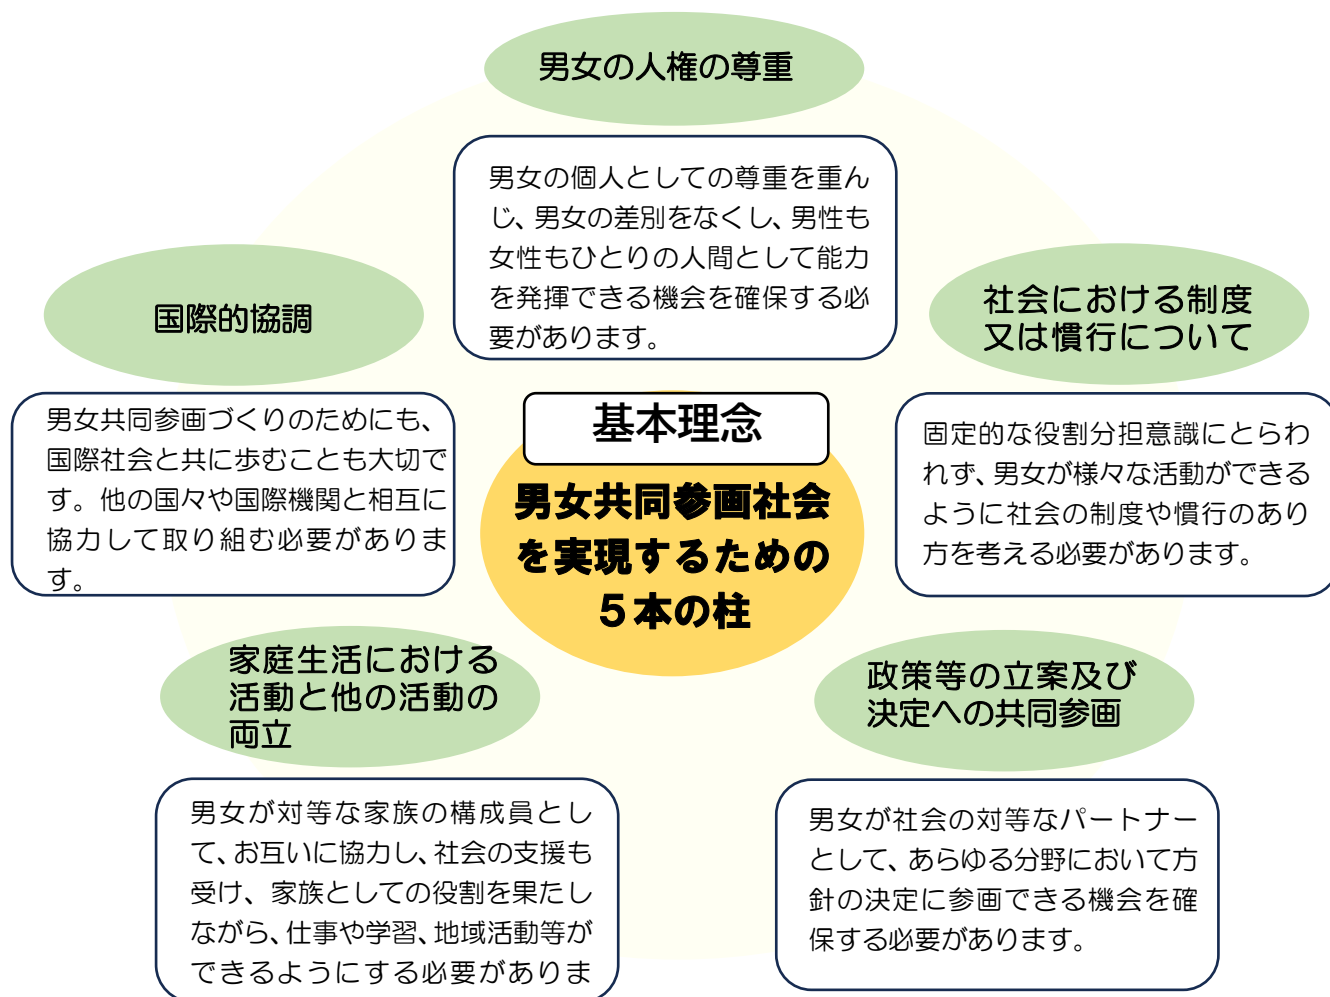 男女の人権の尊重
男女の個人としての尊重を重ん
じ、男女の差別をなくし、男性も
女性もひとりの人間として能力
を発揮できる機会を確保する必
要があります。
国際的協調
男女共同参画づくりのためにも、
国際社会と共に歩むことも大切で
す。他の国々や国際機関と相互に
協力して取り組む必要がありま
す。
社会における制度
又は慣行について
固定的な役割分担意識にとらわ
れず、男女が様々な活動ができる
ように社会の制度や慣行のあり
方を考える必要があります。
基本理念
男女共同参画社会
を実現するための
５本の柱
家庭生活における
活動と他の活動の
両立
男女が対等な家族の構成員とし
て、お互いに協力し、社会の支援も
受け、家族としての役割を果たし
ながら、仕事や学習、地域活動等が
できるようにする必要がありま
政策等の立案及び
決定への共同参画
男女が社会の対等なパートナー
として、あらゆる分野において方
針の決定に参画できる機会を確
保する必要があります。